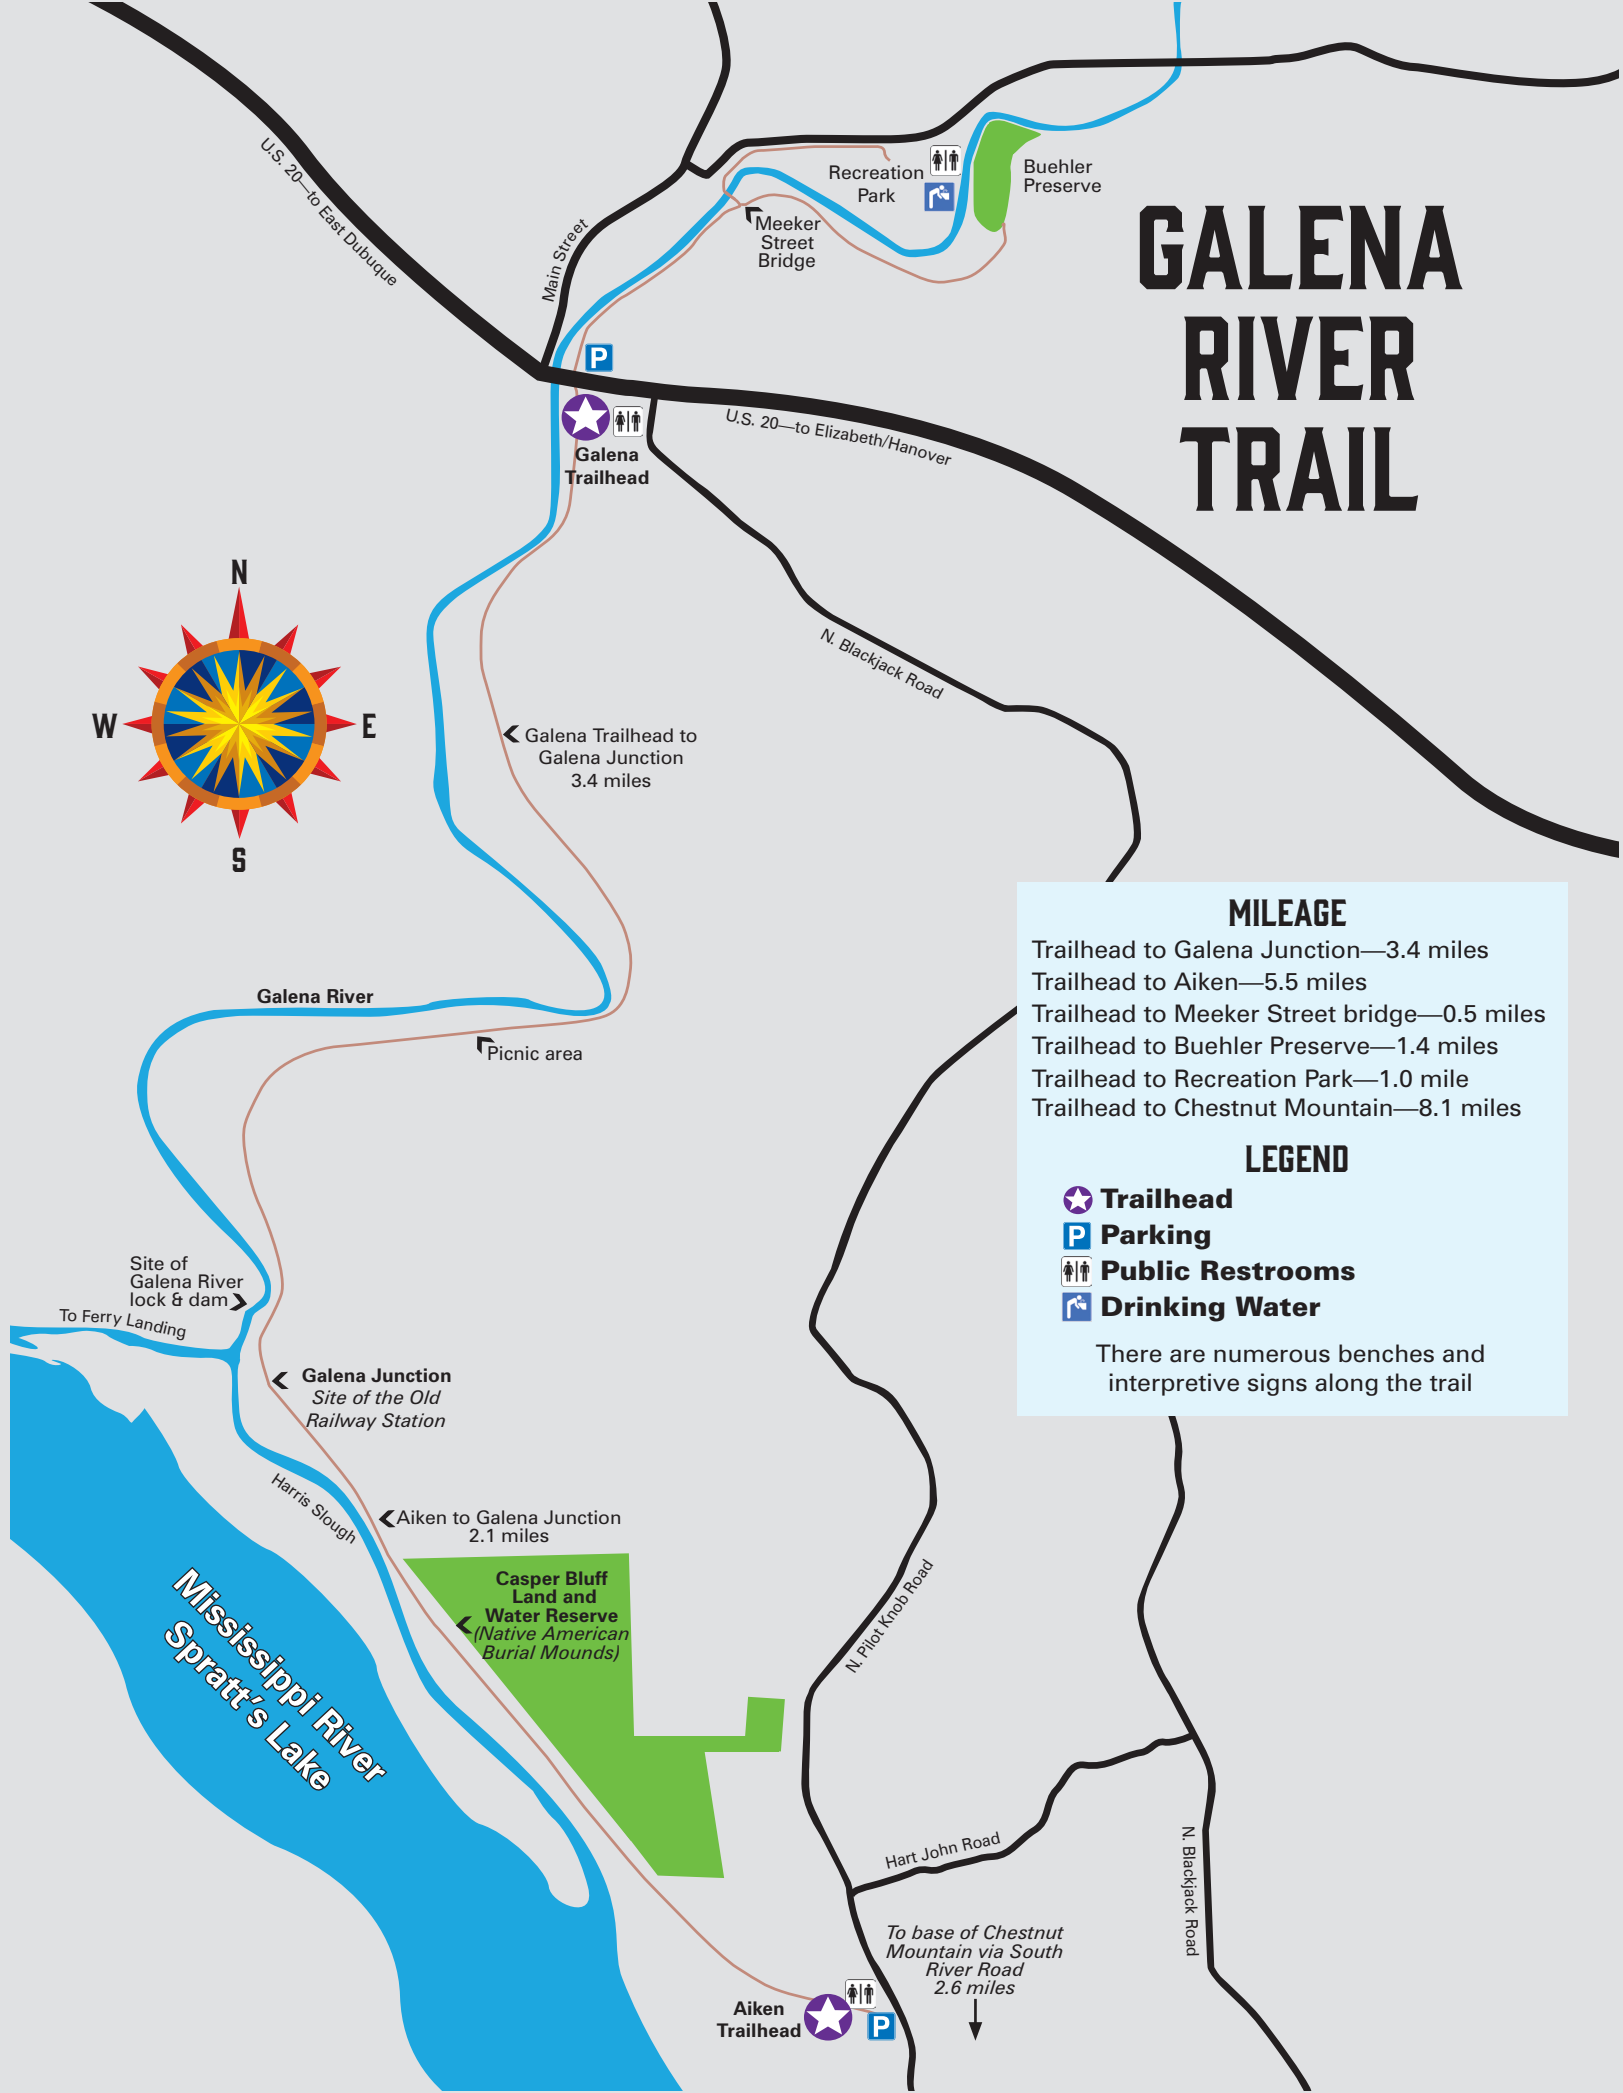 U.S. 20—to East Dubuque
Main Street
Recreation
Park
Buehler
Preserve
Meeker
Street
Bridge
GALENA
RIVER
TRAIL
P
Galena
Trailhead
U.S. 20—to Elizabeth/Hanover
N. Blackjack Road
N
W
E
S
Galena Trailhead to
Galena Junction
3.4 miles
Galena River
Picnic area
MILEAGE
Trailhead to Galena Junction—3.4 miles
Trailhead to Aiken—5.5 miles
Trailhead to Meeker Street bridge—0.5 miles
Trailhead to Buehler Preserve—1.4 miles
Trailhead to Recreation Park—1.0 mile
Trailhead to Chestnut Mountain—8.1 miles
LEGEND
Trailhead
P Parking
Public Restrooms
Drinking Water
There are numerous benches and
interpretive signs along the trail
Site of
Galena River
lock & dam
To Ferry Landing
Galena Junction
Site of the Old
Railway Station
Harris Slough
Aiken to Galena Junction
2.1 miles
Casper Bluff
Land and
Water Reserve
(Native American
Burial Mounds)
Mississippi River
Spratt's Lake
N. Pilot Knob Road
Hart John Road
N. Blackjack Road
To base of Chestnut
Mountain via South
River Road
2.6 miles
Aiken
Trailhead
P